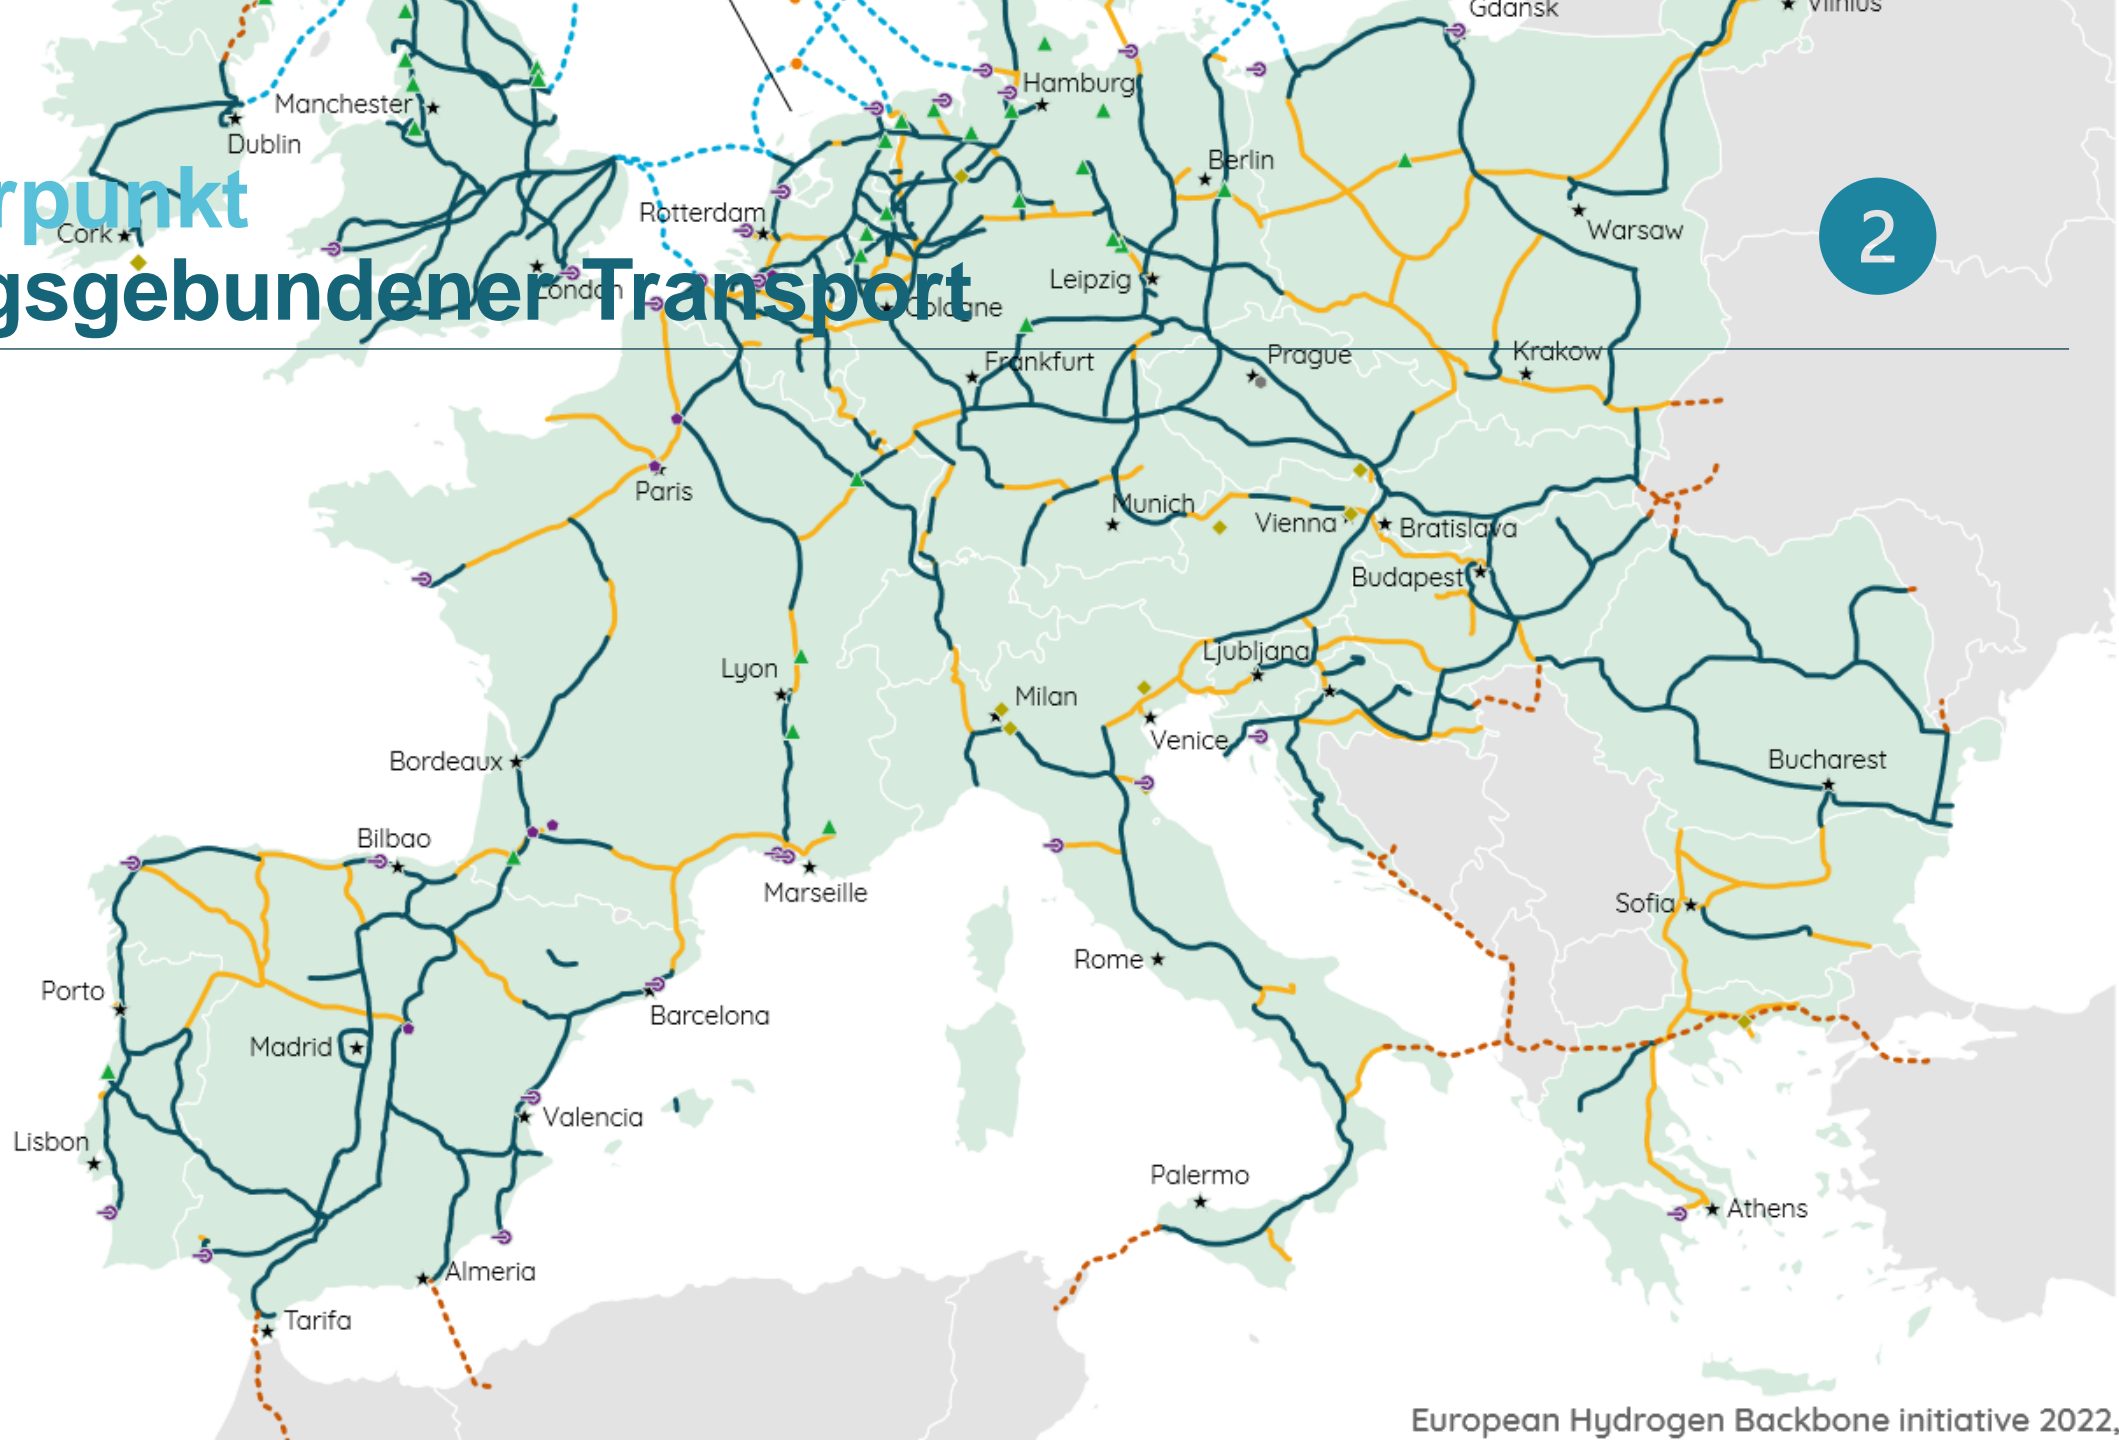 Gdańsk
Vilnius
Hamburg
Manchester
Dublin
Berlin
rpunkt
Rotterdam
Cork
Warsaw
2
London
gsgebundener Transport
Leipzig
Cologne
Frankfurt
Prague
Krakow
Paris
Munich
Vienna
Bratislava
Budapest
Ljubljana
Lyon
Milan
Venice
Bordeaux
Bucharest
Bilbao
Marseille
Sofia
Rome
Porto
Barcelona
Madrid
Valencia
Lisbon
Palermo
Athens
Almeria
Tarifa
European Hydrogen Backbone initiative 2022,